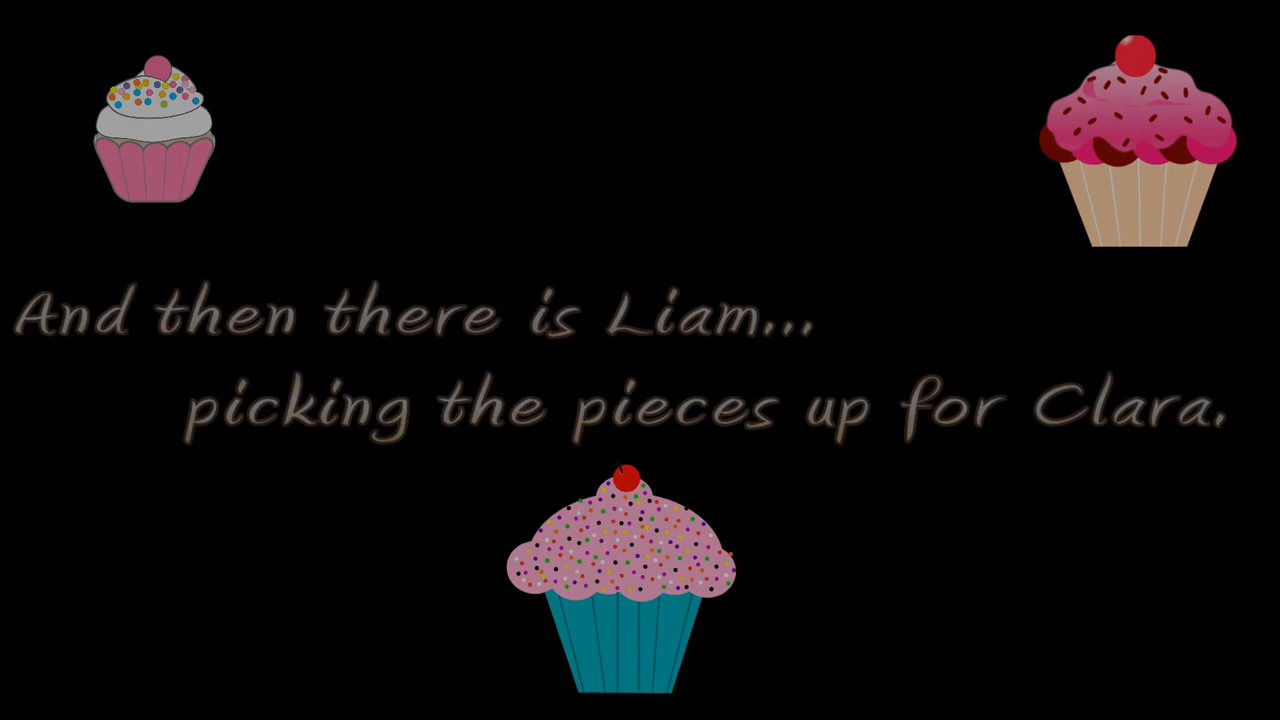 And then there is Liam...
picking the pieces up for Clara.